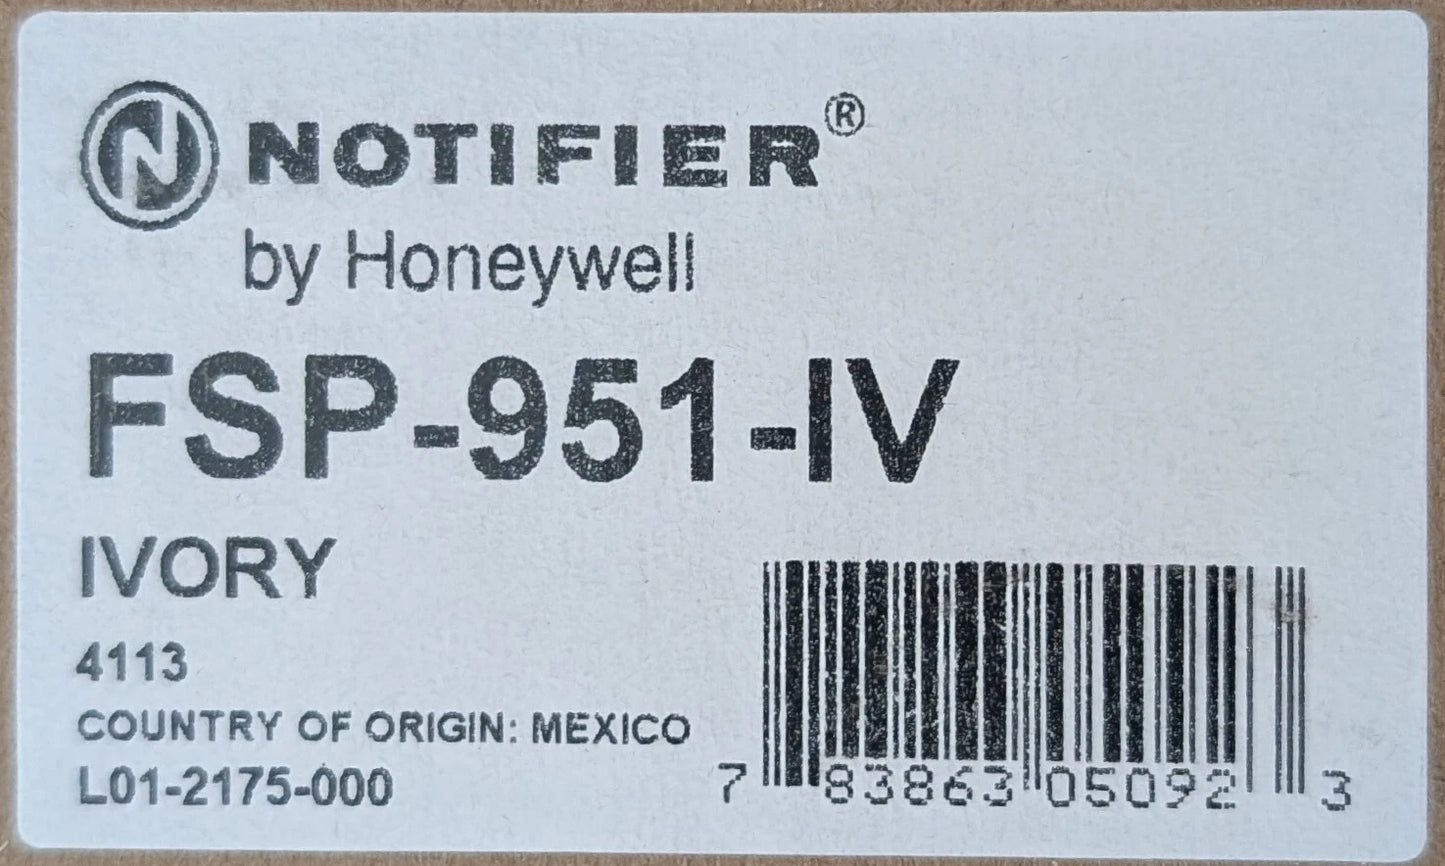 NOTIFIER®
by Honeywell
FSP-951-IV
IVORY
4113
COUNTRY OF ORIGIN: MEXICO
L01-2175-000
7 83863 05092 3